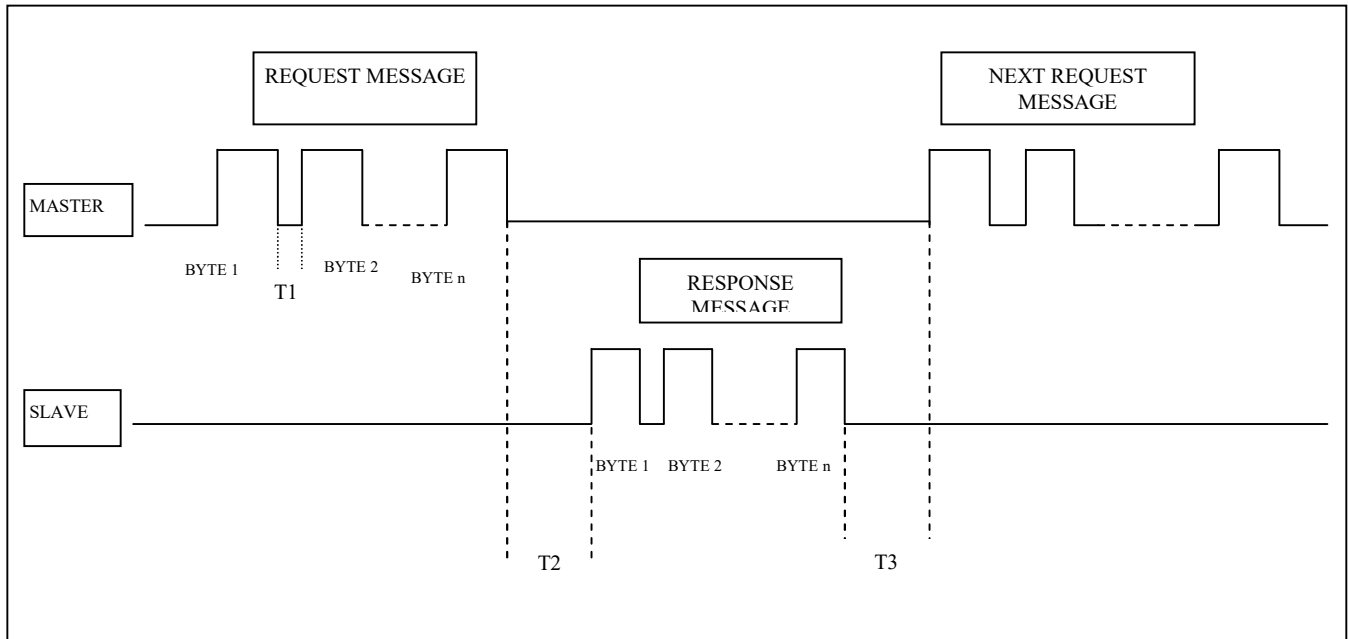 REQUEST MESSAGE
NEXT REQUEST
MESSAGE
MASTER
BYTE 1
T1
BYTE 2
BYTE n
RESPONSE
MESSAGE
SLAVE
BYTE 1
BYTE 2
BYTE n
T2
T3